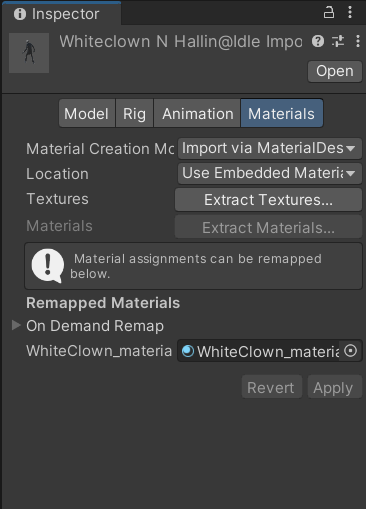 Inspector
Whiteclown N Hallin@Idle Impo
Open
Model Rig Animation Materials
Material Creation Mo Import via MaterialDes
Location Use Embedded Materia
Textures Extract Textures...
Materials Extract Materials...
Material assignments can be remapped
below.
Remapped Materials
On Demand Remap
WhiteClown_materia WhiteClown_materia
Revert Apply